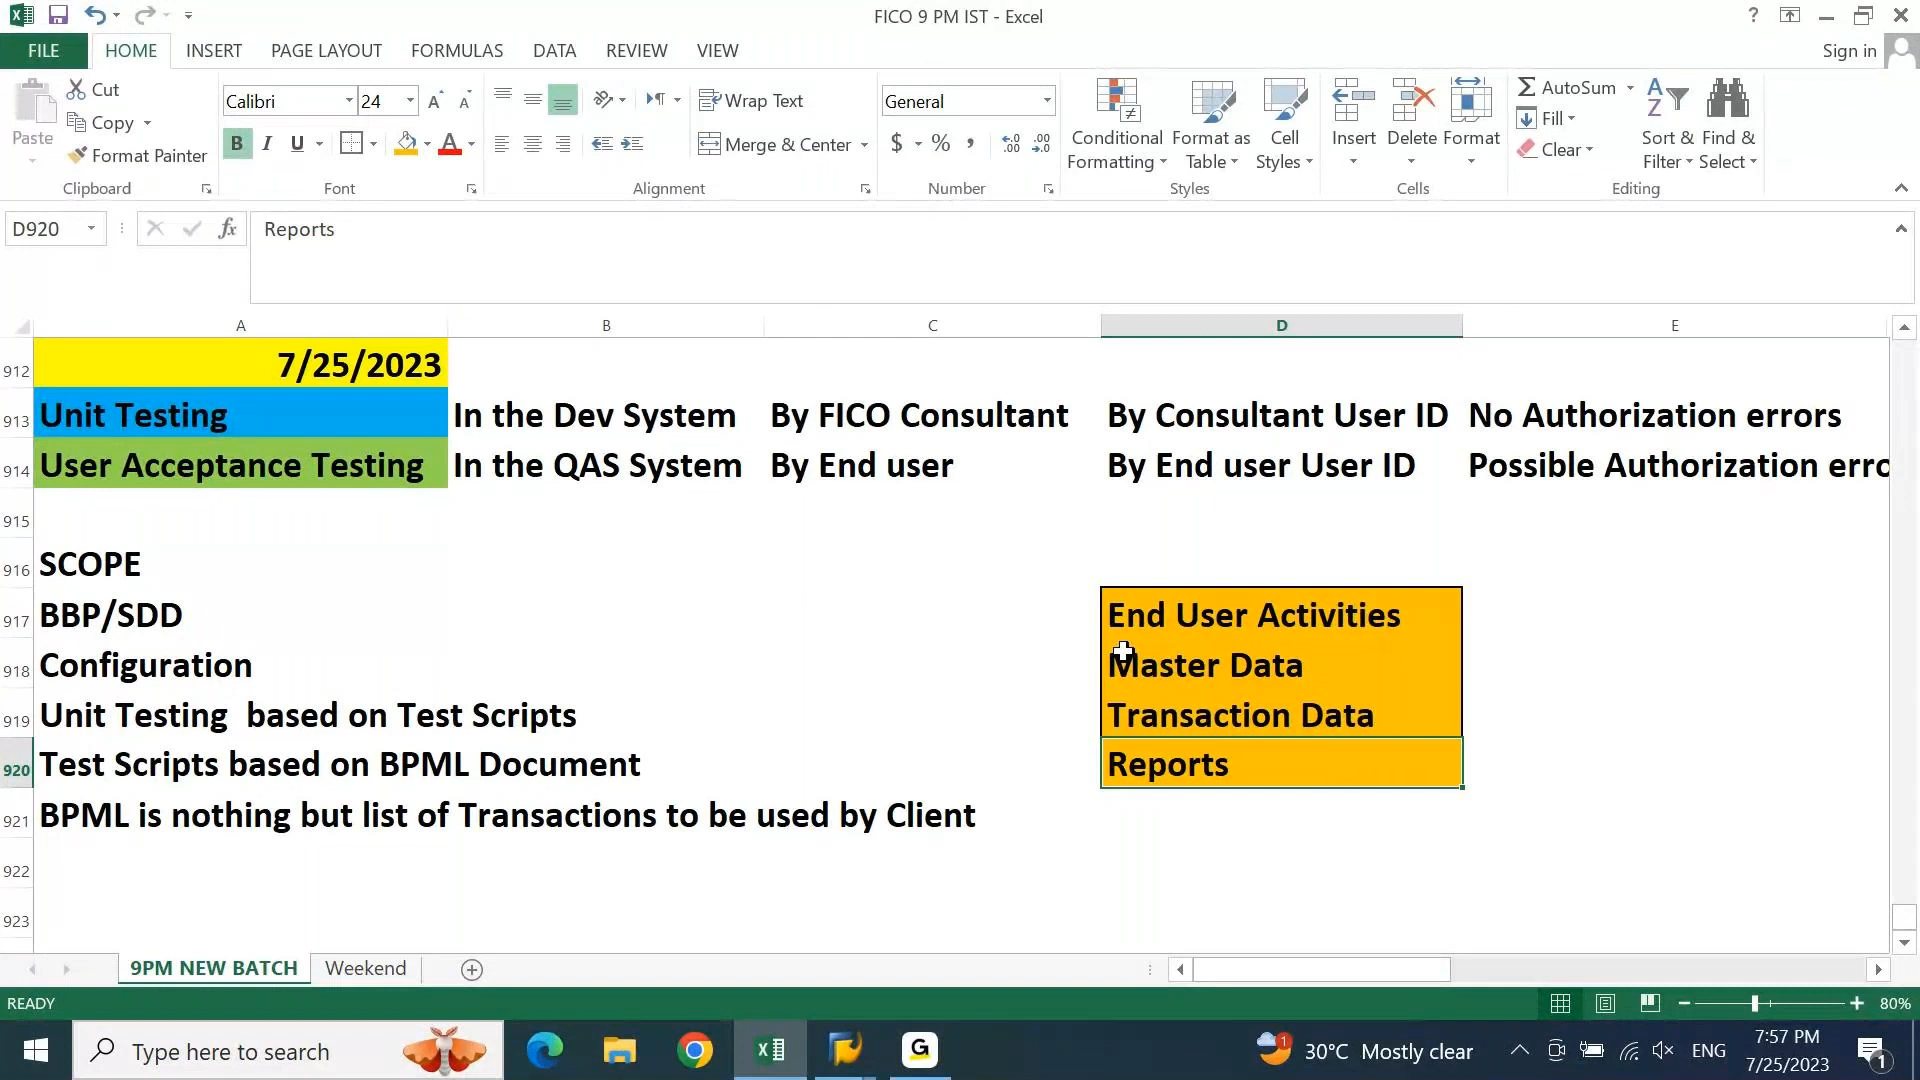 FICO 9 PM IST - Excel
FILE HOME INSERT PAGE LAYOUT FORMULAS DATA REVIEW VIEW Sign in
Paste Cut Copy Format Painter Clipboard
Calibri 24 B I U Font
Wrap Text Merge & Center Alignment
General $ % , Number
Conditional Formatting Format as Table Cell Styles Styles
Insert Delete Format Cells
AutoSum Fill Clear Sort & Filter Find & Select Editing
D920 fx Reports
A B C D E
912 7/25/2023
913 Unit Testing In the Dev System By FICO Consultant By Consultant User ID No Authorization errors
914 User Acceptance Testing In the QAS System By End user By End user User ID Possible Authorization erro
915
916 SCOPE
917 BBP/SDD End User Activities
918 Configuration Master Data
919 Unit Testing based on Test Scripts Transaction Data
920 Test Scripts based on BPML Document Reports
921 BPML is nothing but list of Transactions to be used by Client
922
923
9PM NEW BATCH Weekend
READY 80%
Type here to search 30°C Mostly clear ENG 7:57 PM
7/25/2023 1